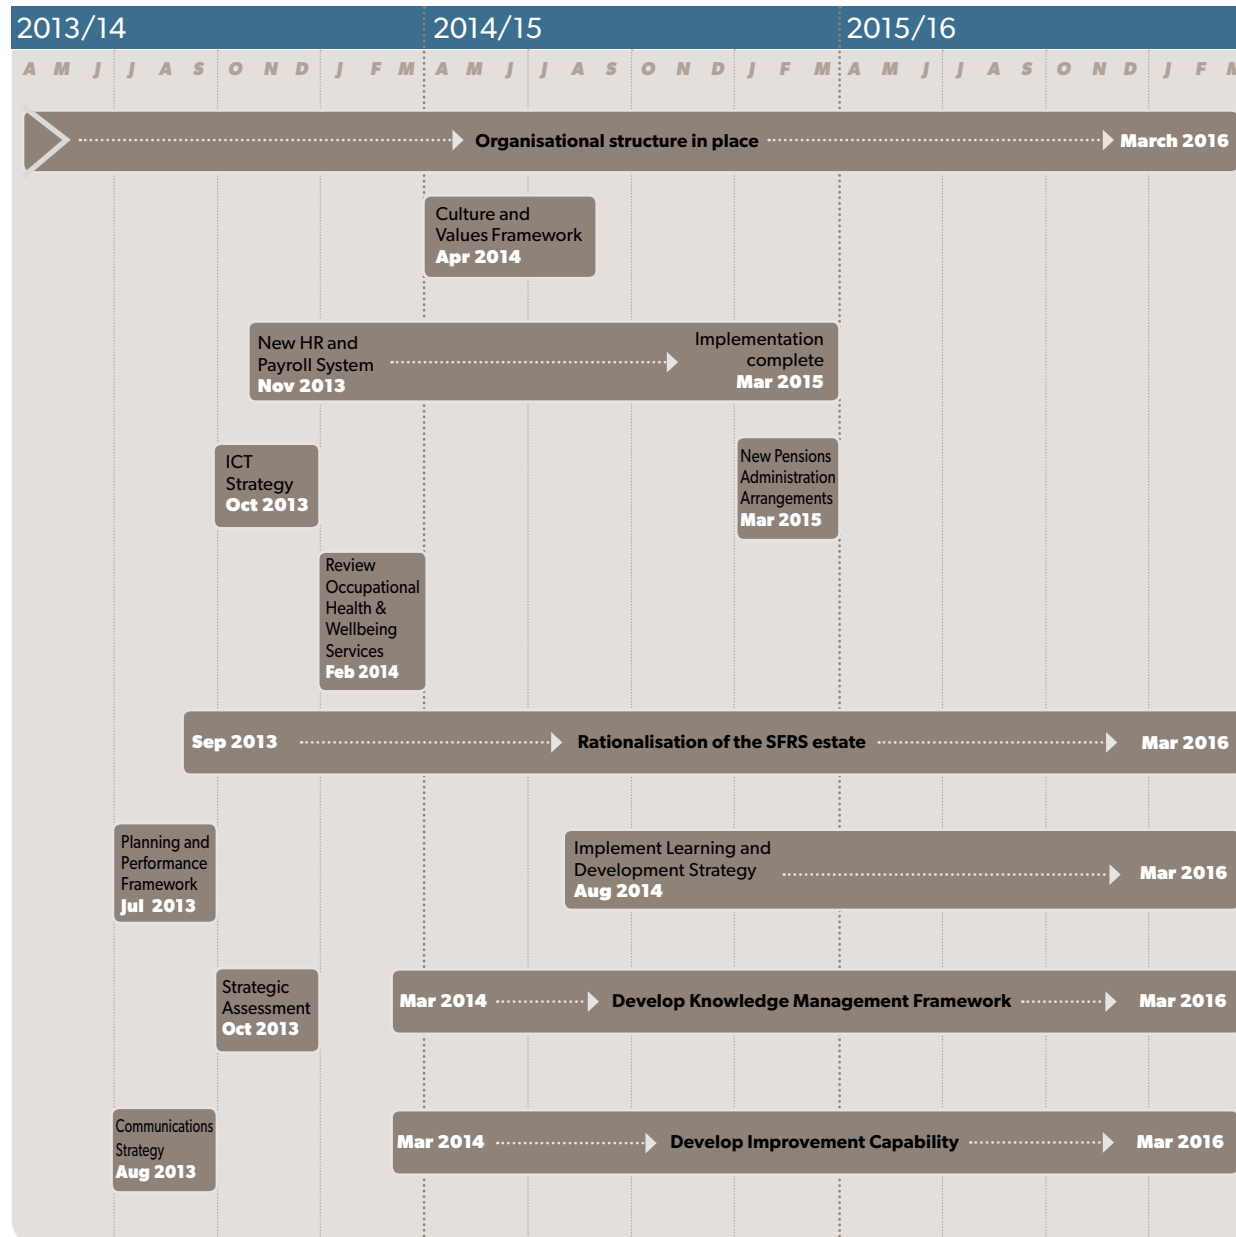 2013/14 2014/15 2015/16
A M J J A S O N D J F M A M J J A S O N D J F M A M J J A S O N D J F M
Organisational structure in place March 2016
Culture and
Values Framework
Apr 2014
New HR and
Payroll System
Nov 2013
Implementation
complete
Mar 2015
ICT
Strategy
Oct 2013
New Pensions
Administration
Arrangements
Mar 2015
Review
Occupational
Health &
Wellbeing
Services
Feb 2014
Sep 2013 Rationalisation of the SFRS estate Mar 2016
Planning and
Performance
Framework
Jul 2013
Implement Learning and
Development Strategy
Aug 2014
Mar 2016
Strategic
Assessment
Oct 2013
Mar 2014 Develop Knowledge Management Framework Mar 2016
Communications
Strategy
Aug 2013
Mar 2014 Develop Improvement Capability Mar 2016